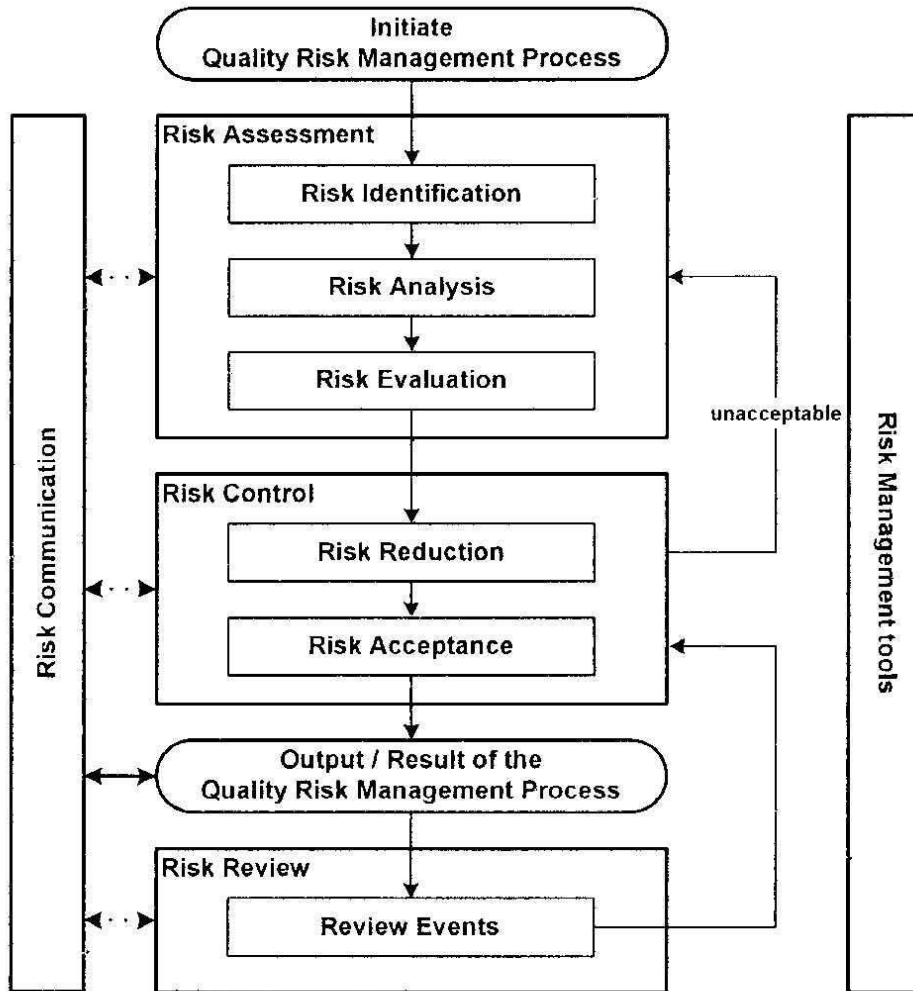 Initiate
Quality Risk Management Process
Risk Assessment
Risk Identification
Risk Analysis
Risk Evaluation
unacceptable
Risk Communication
Risk Management tools
Risk Control
Risk Reduction
Risk Acceptance
Output / Result of the
Quality Risk Management Process
Risk Review
Review Events